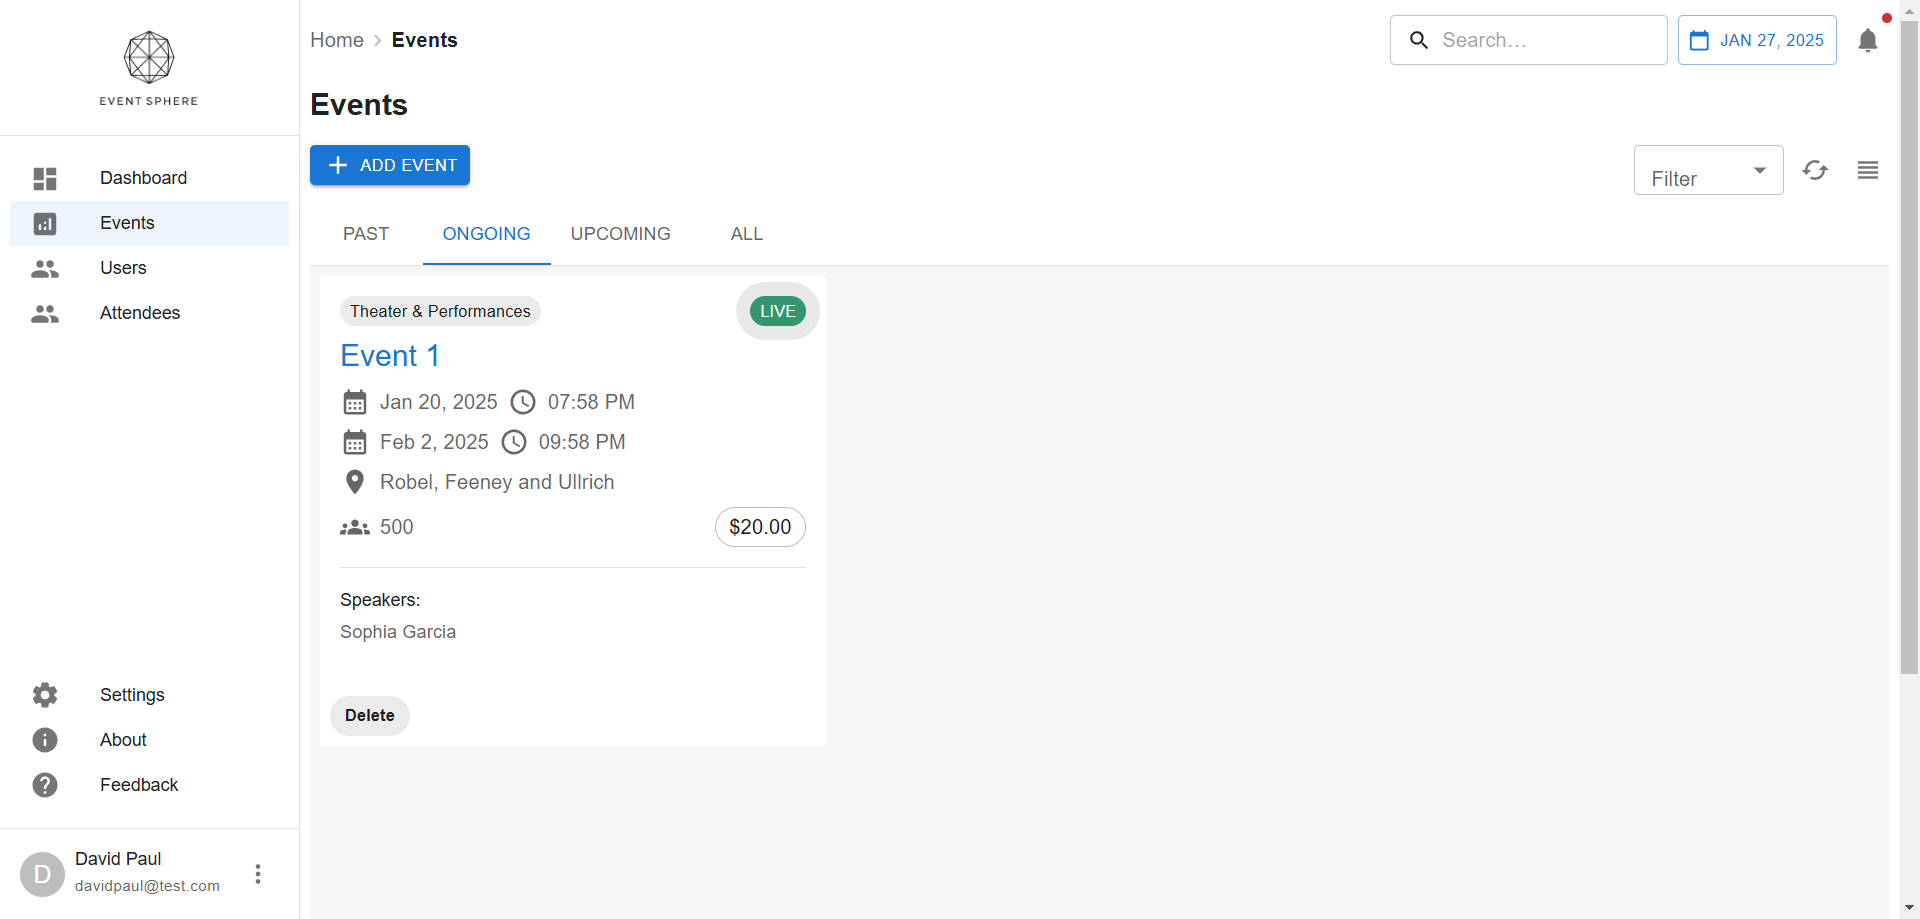 EVENT SPHERE
Dashboard
Events
Users
Attendees
Settings
About
Feedback
D
David Paul
davidpaul@test.com
Home > Events
Search...
JAN 27, 2025
Events
ADD EVENT
Filter
PAST
ONGOING
UPCOMING
ALL
Theater & Performances
LIVE
Event 1
Jan 20, 2025 07:58 PM
Feb 2, 2025 09:58 PM
Robel, Feeney and Ullrich
500
$20.00
Speakers:
Sophia Garcia
Delete